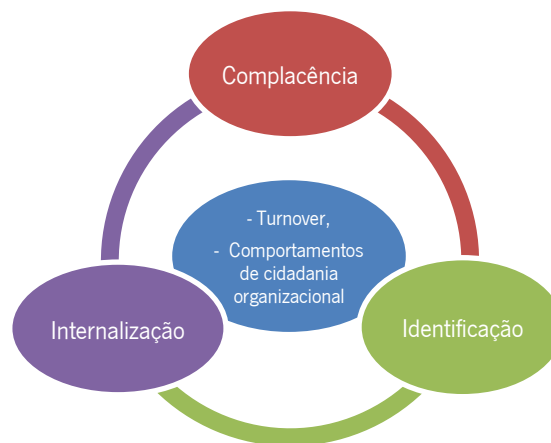 Complacência
- Turnover,
- Comportamentos
de cidadania
organizacional
Internalização
Identificação